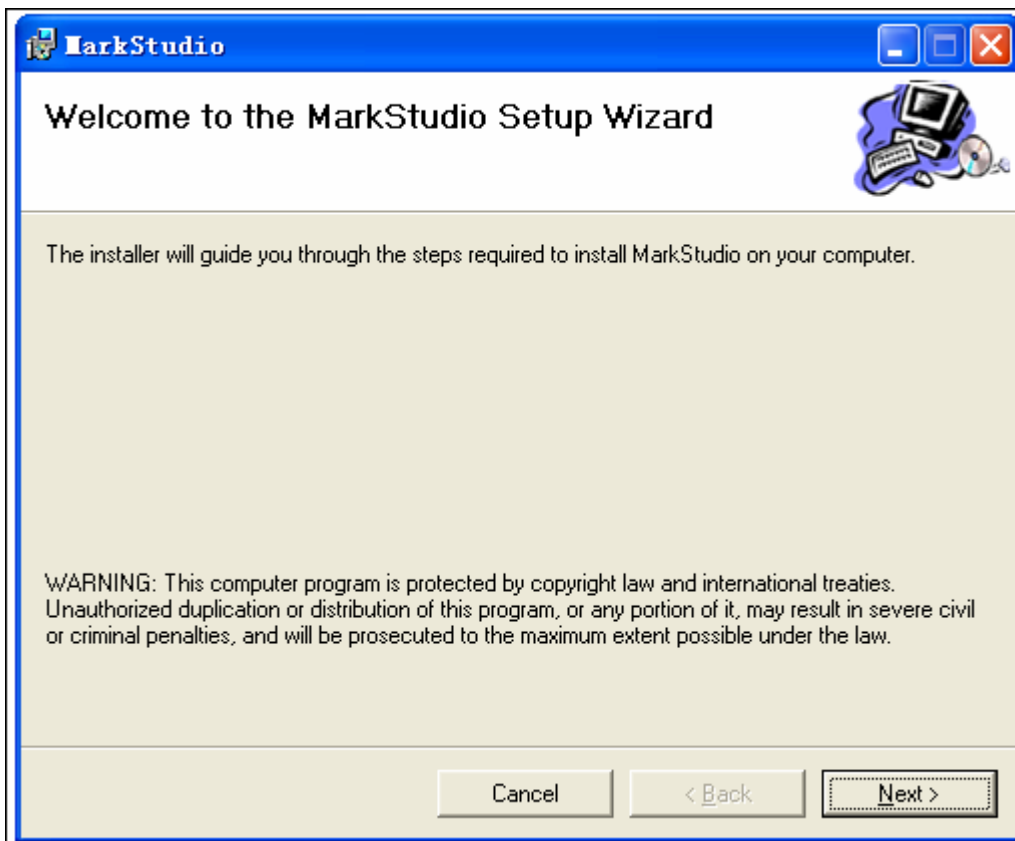 MarkStudio
Welcome to the MarkStudio Setup Wizard
The installer will guide you through the steps required to install MarkStudio on your computer.
WARNING: This computer program is protected by copyright law and international treaties.
Unauthorized duplication or distribution of this program, or any portion of it, may result in severe civil
or criminal penalties, and will be prosecuted to the maximum extent possible under the law.
Cancel
< Back
Next >